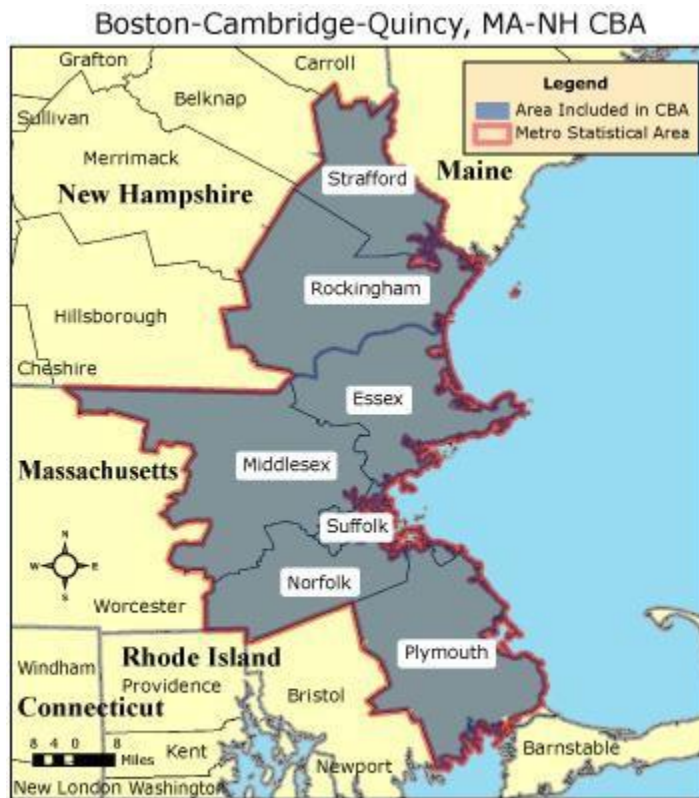 Boston-Cambridge-Quincy, MA-NH CBA
Grafton
Carroll
Legend
Area Included in CBA
Metro Statistical Area
Belknap
Sullivan
Merrimack
Strafford
Maine
New Hampshire
Rockingham
Hillsborough
Cheshire
Essex
Massachusetts
Middlesex
Suffolk
N
W E
S
Norfolk
Worcester
Plymouth
Windham
Rhode Island
Providence
Bristol
Connecticut
8 4 0 8
Miles
Kent
Barnstable
Newport
New London Washington